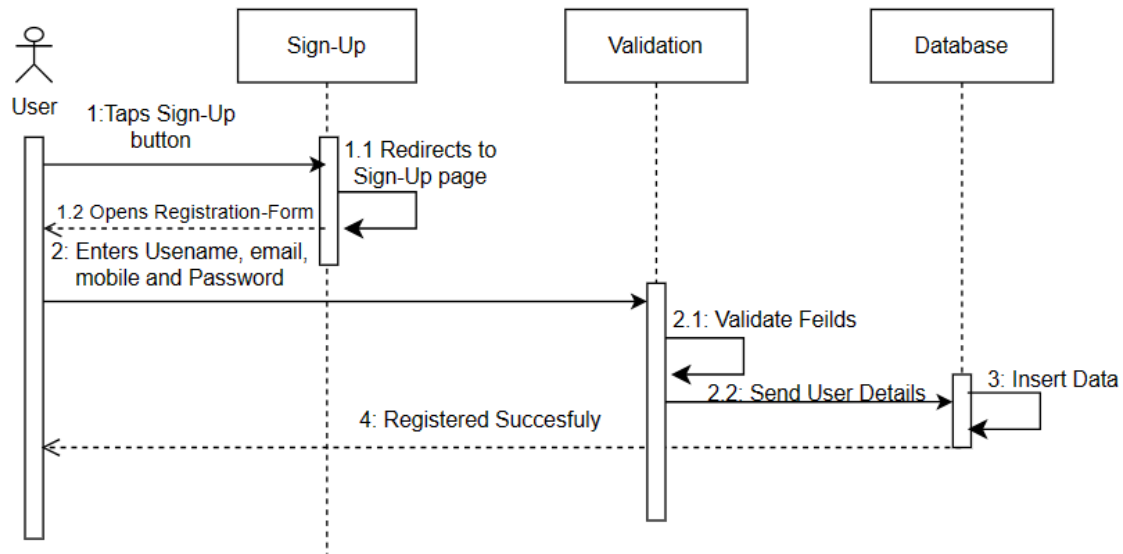 Sign-Up
Validation
Database
User
1:Taps Sign-Up
button
1.1 Redirects to
Sign-Up page
1.2 Opens Registration-Form
2: Enters Usename, email,
mobile and Password
2.1: Validate Feilds
2.2: Send User Details
3: Insert Data
4: Registered Succesfuly